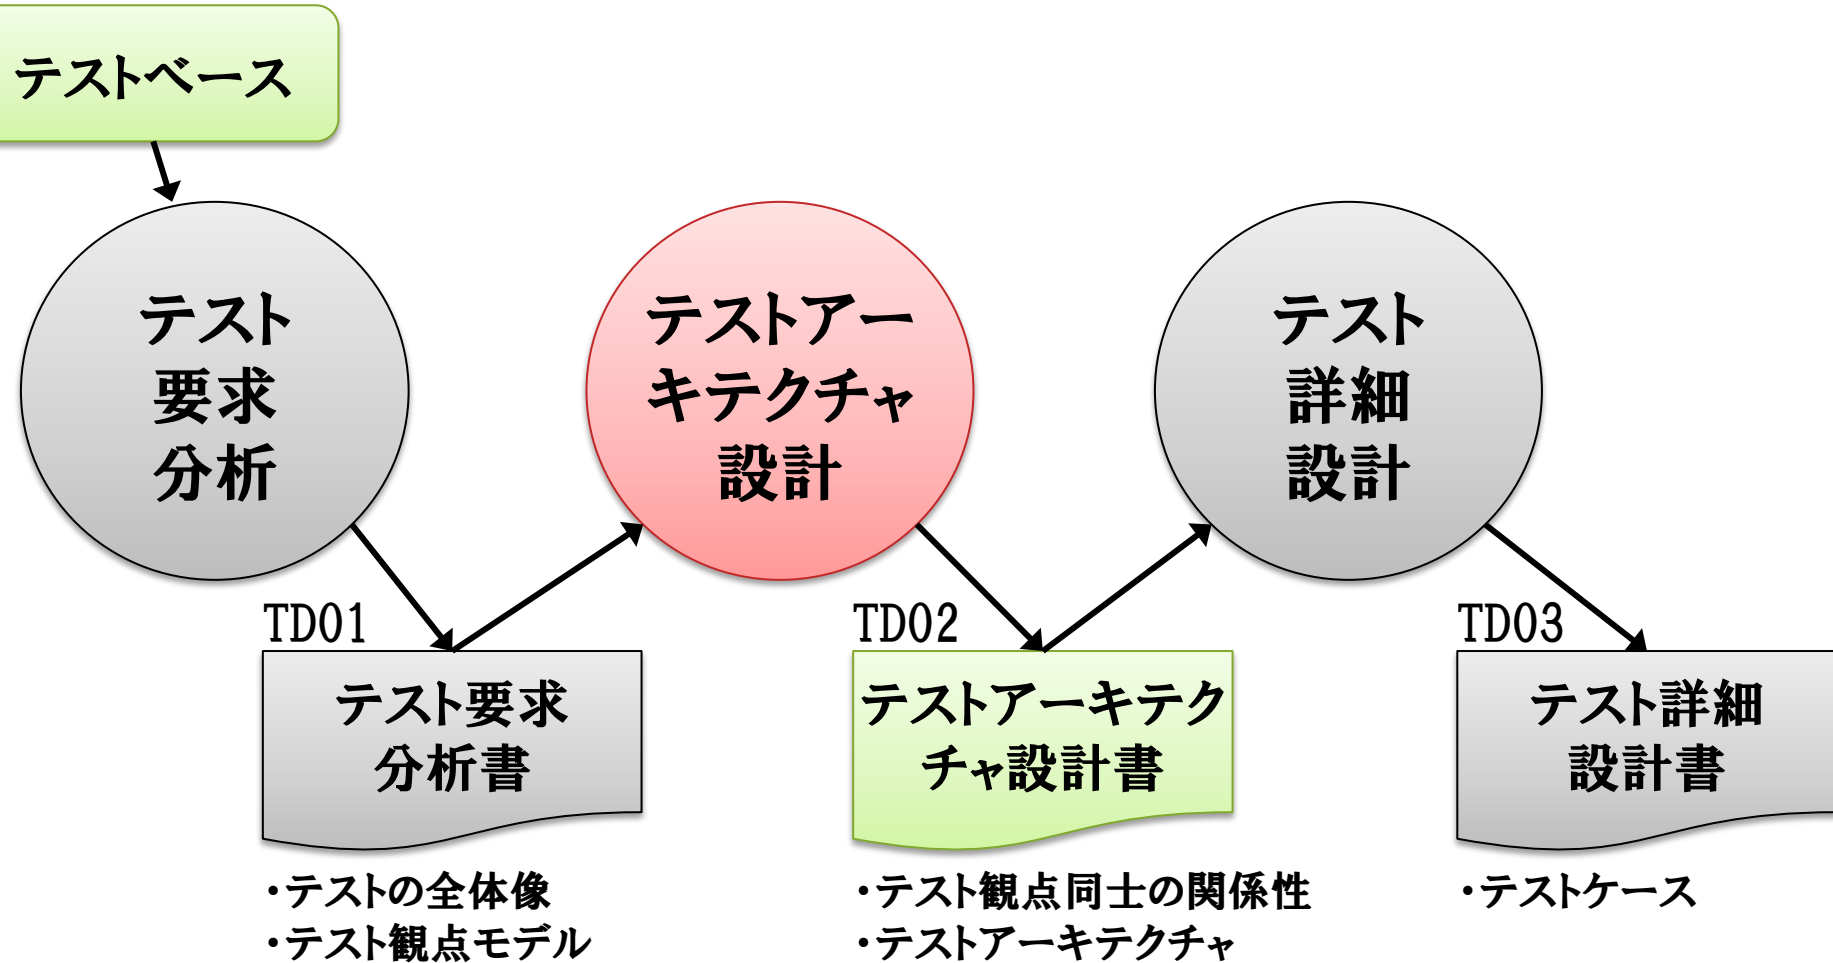 テストベース
テスト
要求
分析
テストアー
キテクチャ
設計
テスト
詳細
設計
TD01
テスト要求
分析書
・テストの全体像
・テスト観点モデル
TD02
テストアーキテク
チャ設計書
・テスト観点同士の関係性
・テストアーキテクチャ
TD03
テスト詳細
設計書
・テストケース